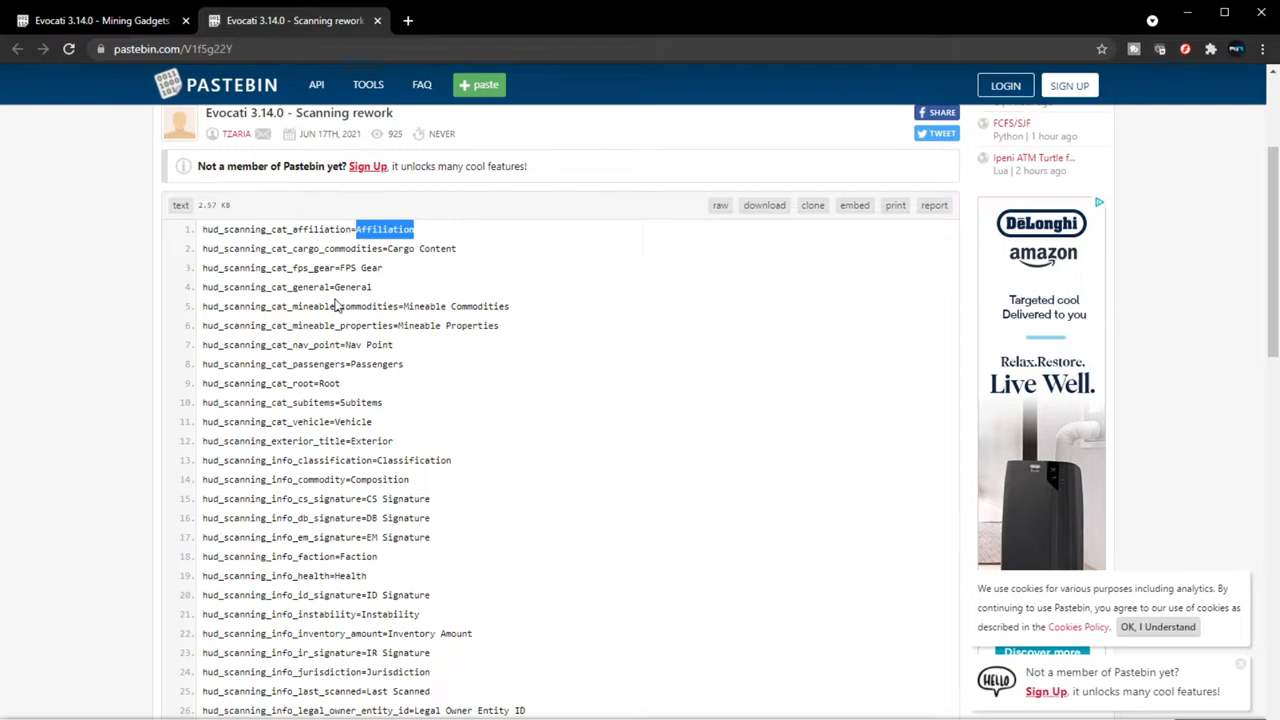 Evocati 3.14.0 - Mining Gadgets
Evocati 3.14.0 - Scanning rework
pastebin.com/V1f5g22Y
PASTEBIN API TOOLS FAQ + paste LOGIN SIGN UP
Evocati 3.14.0 - Scanning rework
TZARIA JUN 17TH, 2021 925 NEVER
SHARE
TWEET
Not a member of Pastebin yet? Sign Up, it unlocks many cool features!
text 2.57 KB raw download clone embed print report
1. hud_scanning_cat_affiliation=Affiliation
2. hud_scanning_cat_cargo_commodities=Cargo Content
3. hud_scanning_cat_fps_gear=FPS Gear
4. hud_scanning_cat_general=General
5. hud_scanning_cat_mineable_commodities=Mineable Commodities
6. hud_scanning_cat_mineable_properties=Mineable Properties
7. hud_scanning_cat_nav_point=Nav Point
8. hud_scanning_cat_passengers=Passengers
9. hud_scanning_cat_root=Root
10. hud_scanning_cat_subitems=Subitems
11. hud_scanning_cat_vehicle=Vehicle
12. hud_scanning_exterior_title=Exterior
13. hud_scanning_info_classification=Classification
14. hud_scanning_info_commodity=Composition
15. hud_scanning_info_cs_signature=CS Signature
16. hud_scanning_info_db_signature=DB Signature
17. hud_scanning_info_em_signature=EM Signature
18. hud_scanning_info_faction=Faction
19. hud_scanning_info_health=Health
20. hud_scanning_info_id_signature=ID Signature
21. hud_scanning_info_instability=Instability
22. hud_scanning_info_inventory_amount=Inventory Amount
23. hud_scanning_info_ir_signature=IR Signature
24. hud_scanning_info_jurisdiction=Jurisdiction
25. hud_scanning_info_last_scanned=Last Scanned
26. hud_scanning_info_legal_owner_entity_id=Legal Owner Entity ID
FCFS/SJF
Python | 1 hour ago
Ipeni ATM Turtle f...
Lua | 2 hours ago
DeLonghi
amazon
Targeted cool
Delivered to you
Relax.Restore.
Live Well.
We use cookies for various purposes including analytics. By
continuing to use Pastebin, you agree to our use of cookies as
described in the Cookies Policy. OK, I Understand
Discover more
HELLO
Not a member of Pastebin yet?
Sign Up, it unlocks many cool features!